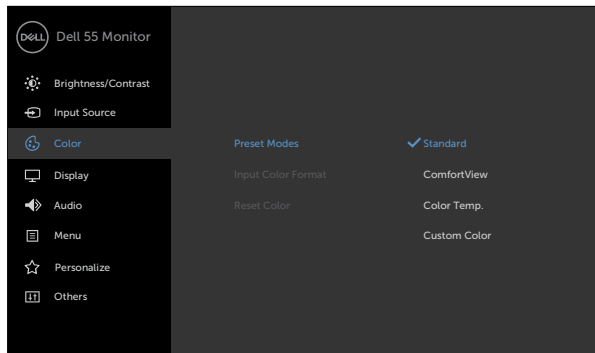 DELL Dell 55 Monitor
Brightness/Contrast
Input Source
Color
Preset Modes
Standard
Display
Input Color Format
ComfortView
Audio
Reset Color
Color Temp.
Menu
Custom Color
Personalize
Others